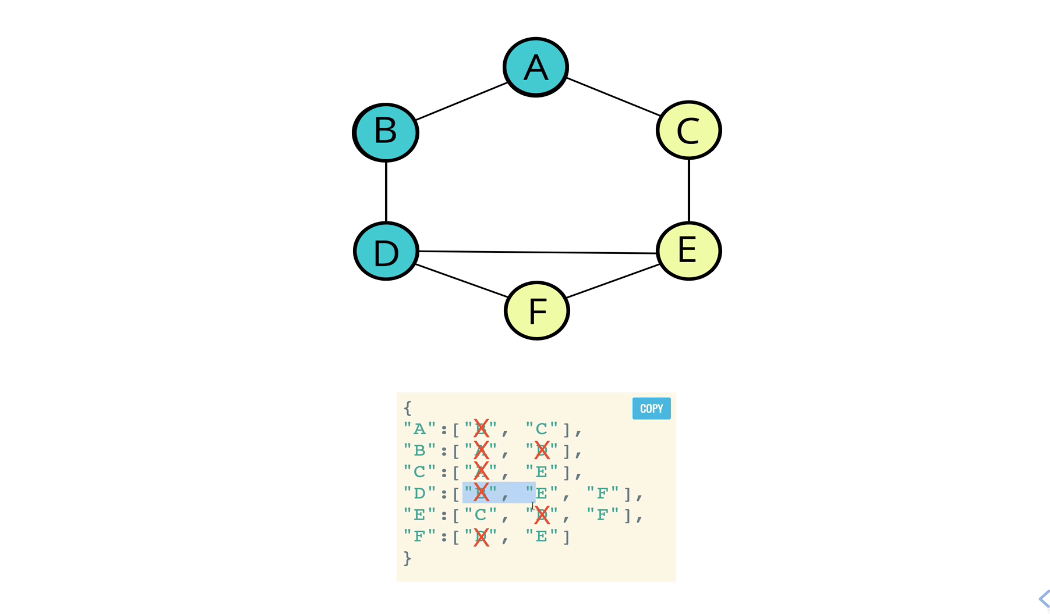 A
B
C
D
E
F
COPY
{
"A":["B", "C"],
"B":["A", "D"],
"C":["A", "E"],
"D":["B", "E", "F"],
"E":["C", "D", "F"],
"F":["D", "E"]
}